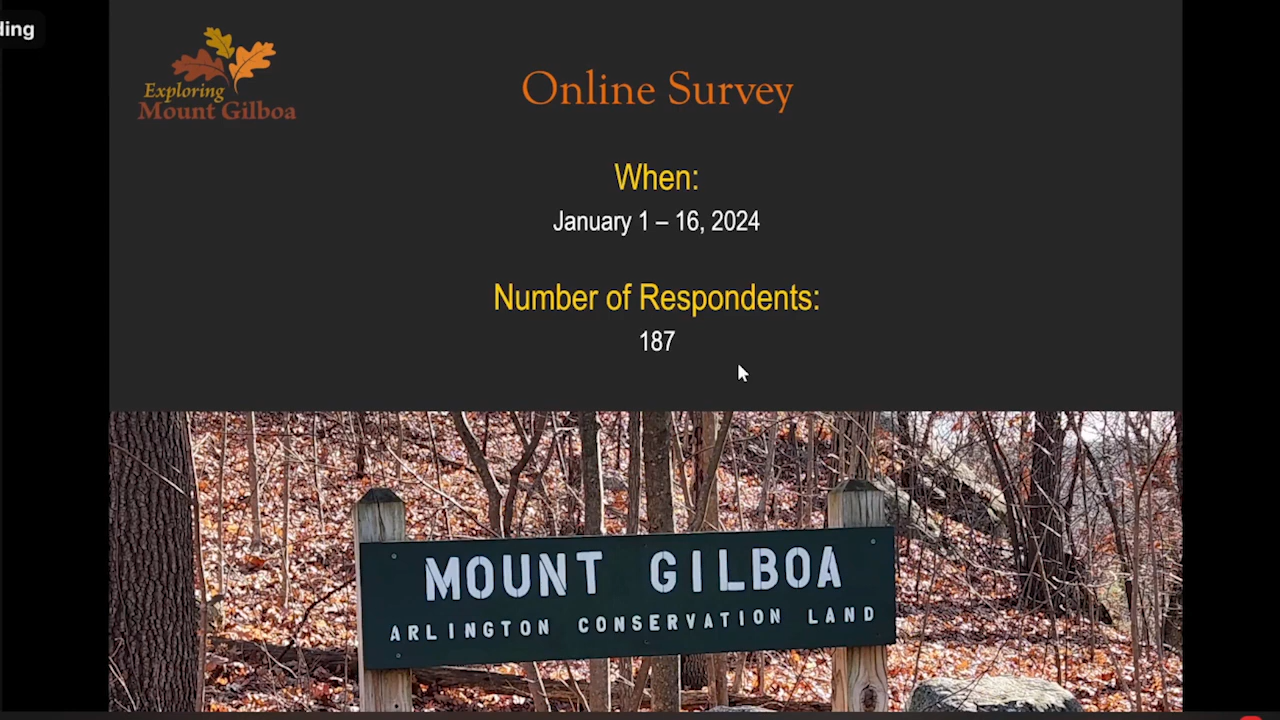 ding
Exploring
Mount Gilboa
Online Survey
When:
January 1 – 16, 2024
Number of Respondents:
187
MOUNT GILBOA
ARLINGTON CONSERVATION LAND